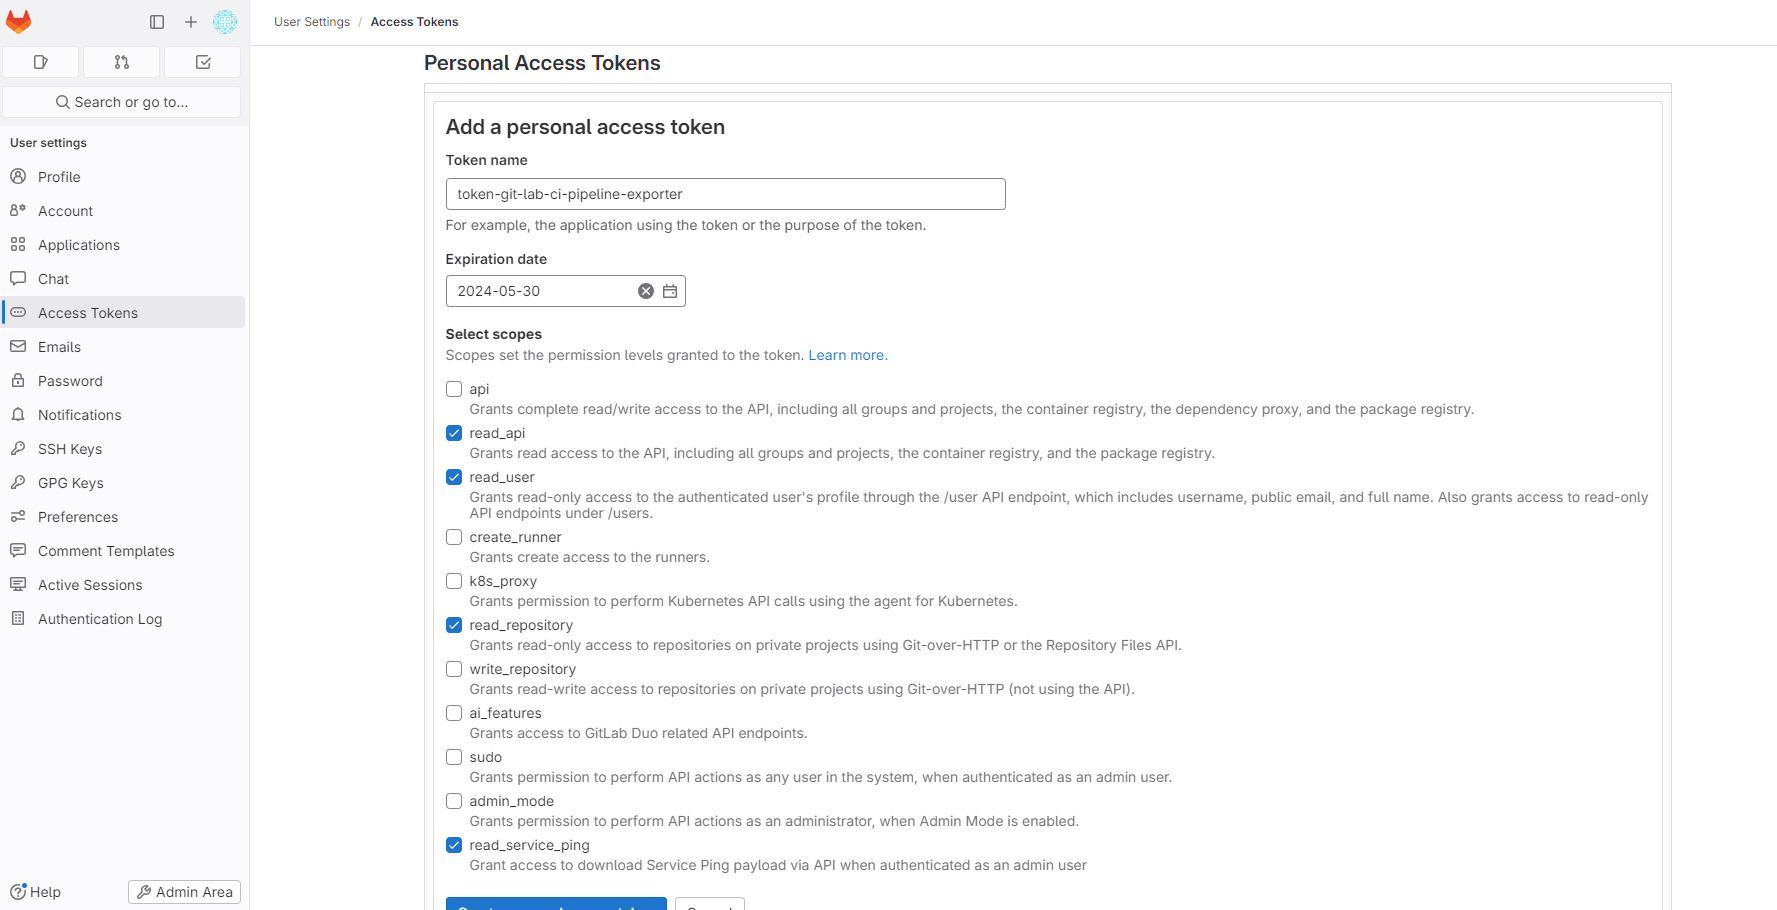 User Settings / Access Tokens
Search or go to...
User settings
Profile
Account
Applications
Chat
Access Tokens
Emails
Password
Notifications
SSH Keys
GPG Keys
Preferences
Comment Templates
Active Sessions
Authentication Log
Help
Admin Area
Personal Access Tokens
Add a personal access token
Token name
token-git-lab-ci-pipeline-exporter
For example, the application using the token or the purpose of the token.
Expiration date
2024-05-30
Select scopes
Scopes set the permission levels granted to the token. Learn more.
api
Grants complete read/write access to the API, including all groups and projects, the container registry, the dependency proxy, and the package registry.
read_api
Grants read access to the API, including all groups and projects, the container registry, and the package registry.
read_user
Grants read-only access to the authenticated user's profile through the /user API endpoint, which includes username, public email, and full name. Also grants access to read-only
API endpoints under /users.
create_runner
Grants create access to the runners.
k8s_proxy
Grants permission to perform Kubernetes API calls using the agent for Kubernetes.
read_repository
Grants read-only access to repositories on private projects using Git-over-HTTP or the Repository Files API.
write_repository
Grants read-write access to repositories on private projects using Git-over-HTTP (not using the API).
ai_features
Grants access to GitLab Duo related API endpoints.
sudo
Grants permission to perform API actions as any user in the system, when authenticated as an admin user.
admin_mode
Grants permission to perform API actions as an administrator, when Admin Mode is enabled.
read_service_ping
Grant access to download Service Ping payload via API when authenticated as an admin user